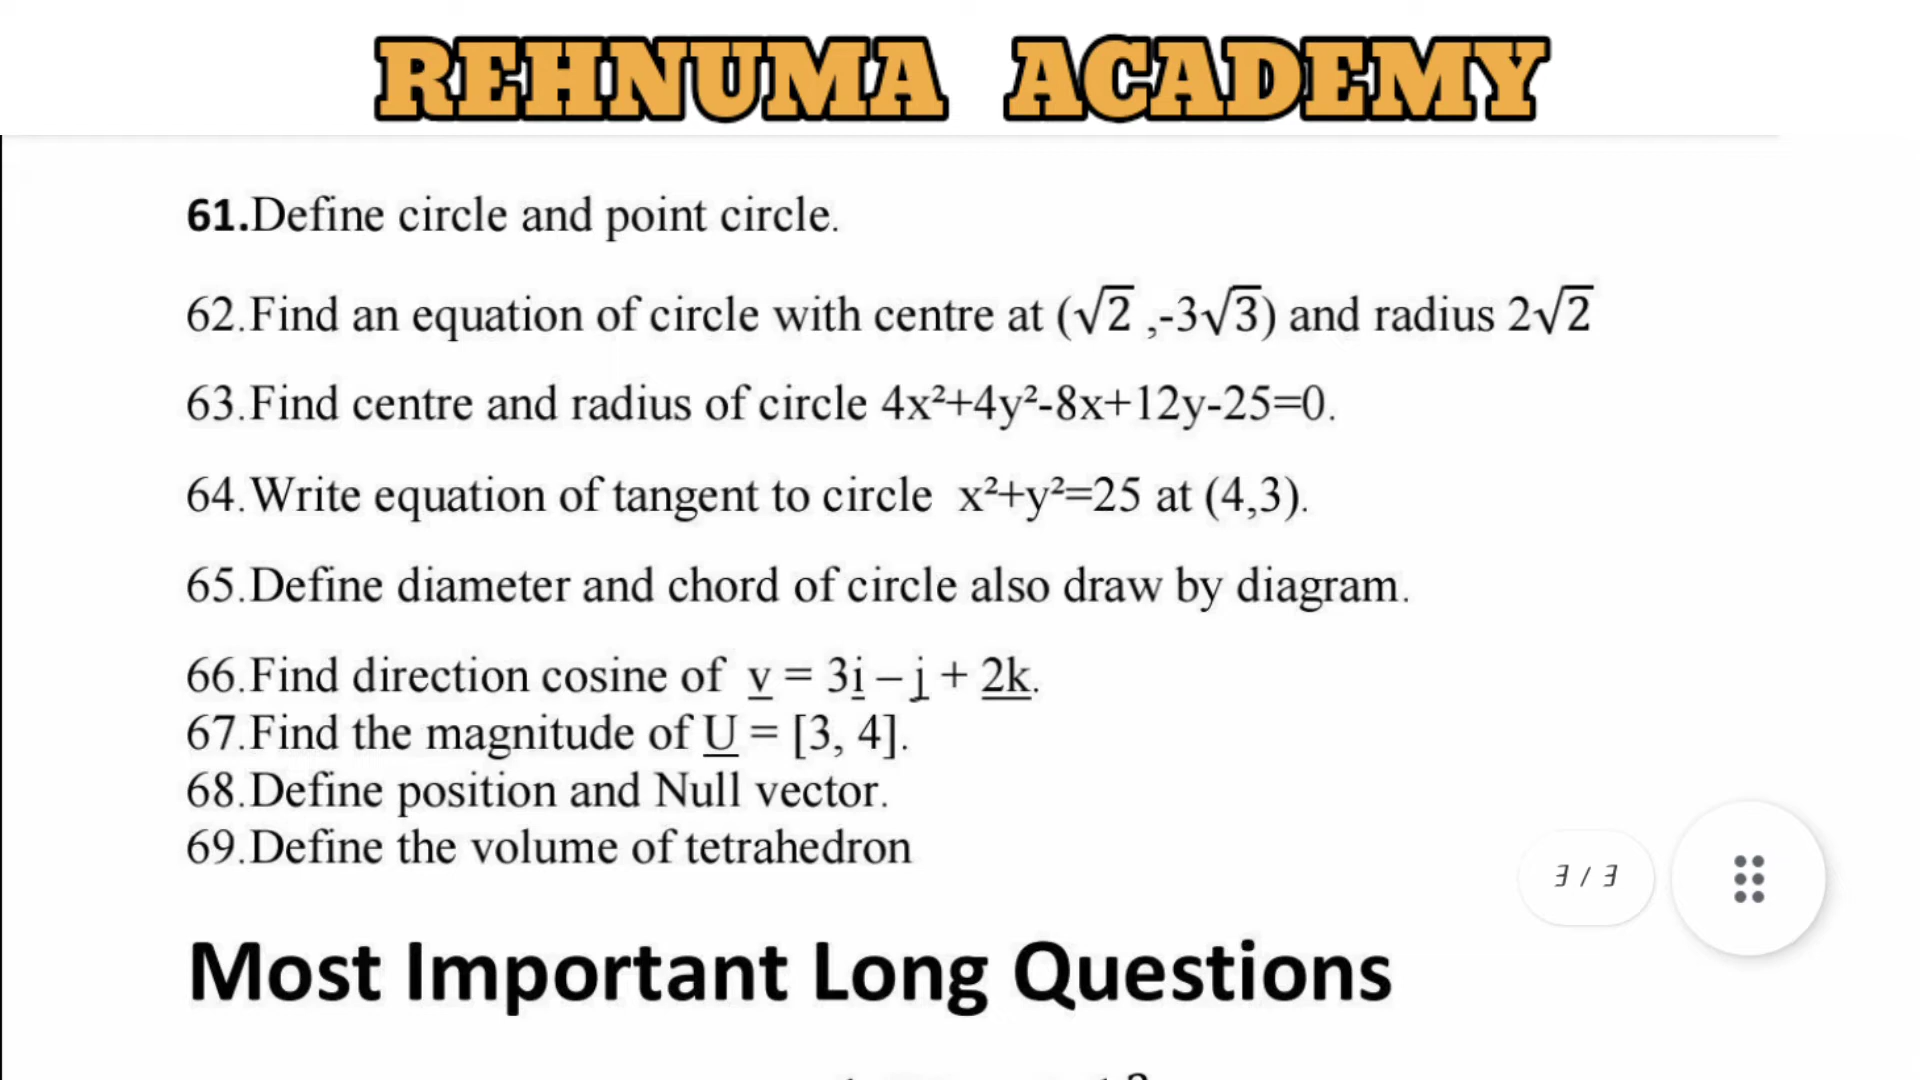 REHNUMA ACADEMY
61.Define circle and point circle.
62.Find an equation of circle with centre at (√2 ,-3√3) and radius 2√2
63.Find centre and radius of circle 4x²+4y²-8x+12y-25=0.
64.Write equation of tangent to circle x²+y²=25 at (4,3).
65.Define diameter and chord of circle also draw by diagram.
66.Find direction cosine of v = 3i – j + 2k.
67.Find the magnitude of U = [3, 4].
68.Define position and Null vector.
69.Define the volume of tetrahedron
3 / 3
Most Important Long Questions